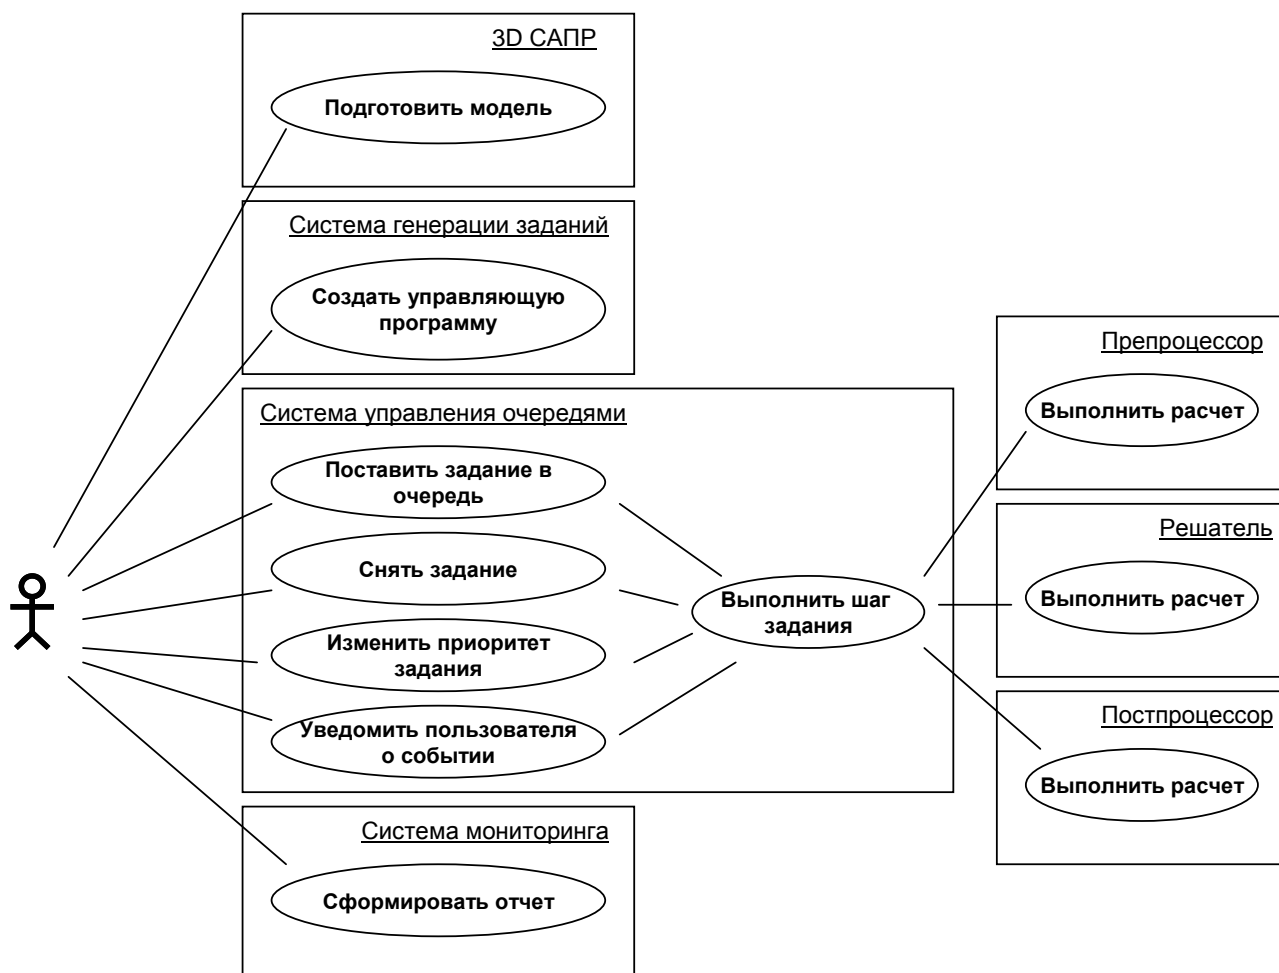 3D САПР
Подготовить модель
Система генерации заданий
Создать управляющую
программу
Система управления очередями
Поставить задание в
очередь
Снять задание
Изменить приоритет
задания
Уведомить пользователя
о событии
Выполнить шаг
задания
Препроцессор
Выполнить расчет
Решатель
Выполнить расчет
Постпроцессор
Выполнить расчет
Система мониторинга
Сформировать отчет